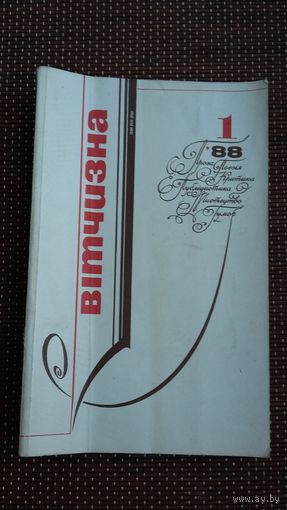 вітчизна
1
'88
Проза
Поезія
Критика
Публіцистика
Мистецтво
Гумор
www.ay.by